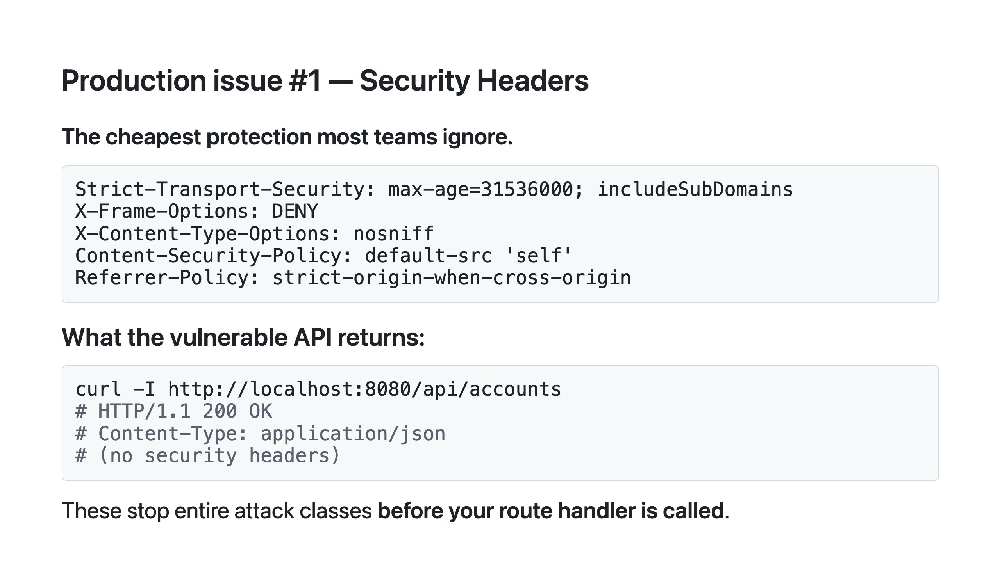 Production issue #1 — Security Headers
The cheapest protection most teams ignore.
Strict-Transport-Security: max-age=31536000; includeSubDomains
X-Frame-Options: DENY
X-Content-Type-Options: nosniff
Content-Security-Policy: default-src 'self'
Referrer-Policy: strict-origin-when-cross-origin
What the vulnerable API returns:
curl -I http://localhost:8080/api/accounts
# HTTP/1.1 200 OK
# Content-Type: application/json
# (no security headers)
These stop entire attack classes before your route handler is called.